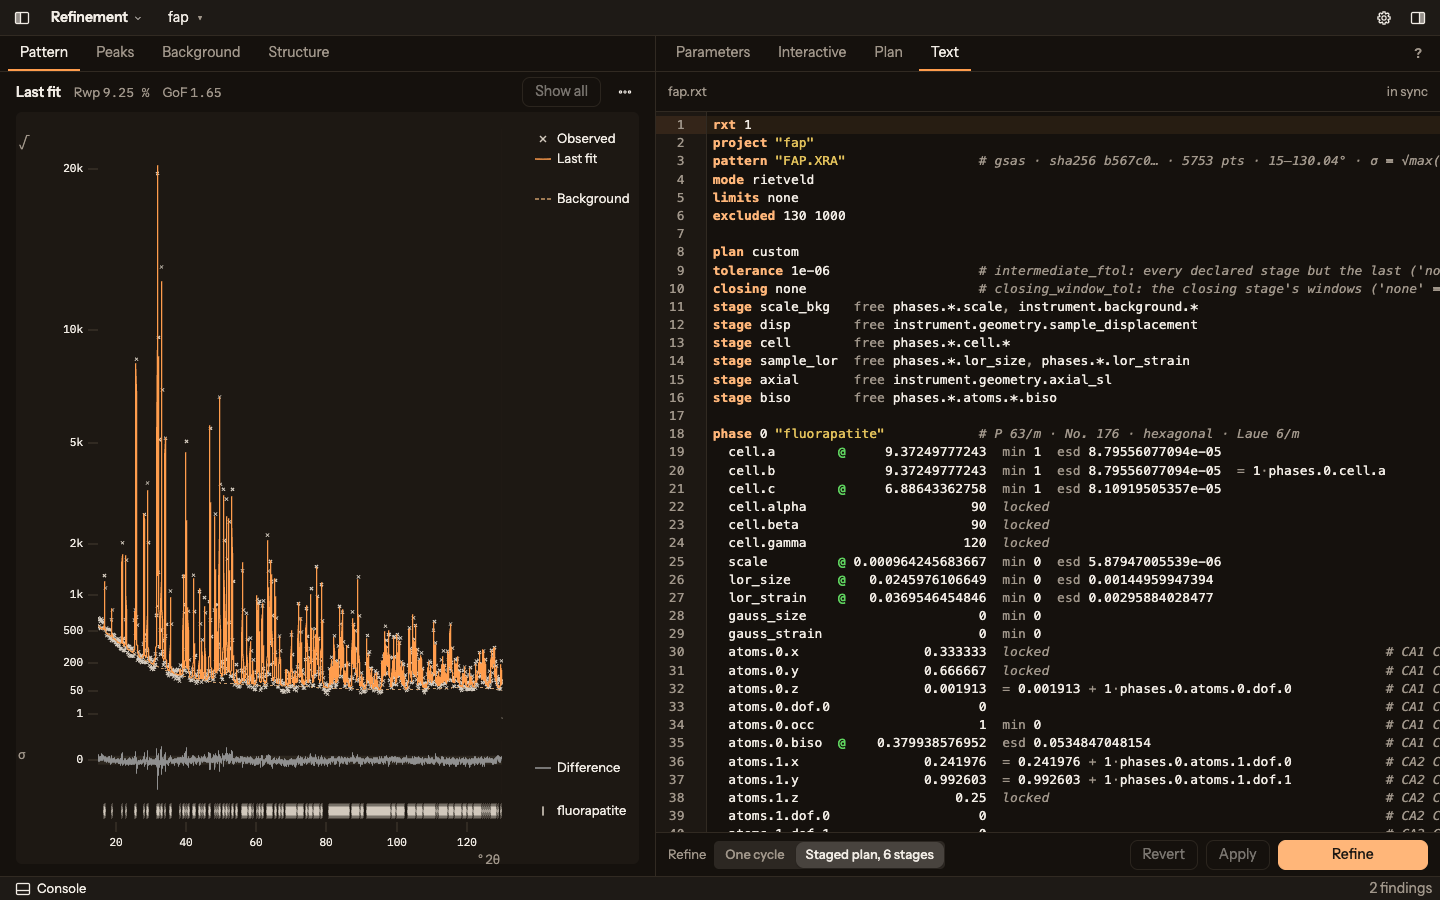 Refinement fap
Pattern Peaks Background Structure
Last fit Rwp 9.25 % GoF 1.65 Show all
√
× Observed
Last fit
Background
20k
10k
5k
2k
1k
500
200
50
1
σ
0
Difference
fluorapatite
20 40 60 80 100 120
°2θ
Parameters Interactive Plan Text ?
fap.rxt in sync
1 rxt 1
2 project "fap"
3 pattern "FAP.XRA" # gsas · sha256 b567c0… · 5753 pts · 15–130.04° · σ = √max(
4 mode rietveld
5 limits none
6 excluded 130 1000
7
8 plan custom
9 tolerance 1e-06 # intermediate_ftol: every declared stage but the last ('no
10 closing none # closing_window_tol: the closing stage's windows ('none' =
11 stage scale_bkg free phases.*.scale, instrument.background.*
12 stage disp free instrument.geometry.sample_displacement
13 stage cell free phases.*.cell.*
14 stage sample_lor free phases.*.lor_size, phases.*.lor_strain
15 stage axial free instrument.geometry.axial_sl
16 stage biso free phases.*.atoms.*.biso
17
18 phase 0 "fluorapatite" # P 63/m · No. 176 · hexagonal · Laue 6/m
19 cell.a @ 9.37249777243 min 1 esd 8.79556077094e-05
20 cell.b 9.37249777243 min 1 esd 8.79556077094e-05 = 1·phases.0.cell.a
21 cell.c @ 6.88643362758 min 1 esd 8.10919505357e-05
22 cell.alpha 90 locked
23 cell.beta 90 locked
24 cell.gamma 120 locked
25 scale @ 0.000964245683667 min 0 esd 5.87947005539e-06
26 lor_size @ 0.0245976106649 min 0 esd 0.00144959947394
27 lor_strain @ 0.0369546454846 min 0 esd 0.00295884028477
28 gauss_size 0 min 0
29 gauss_strain 0 min 0
30 atoms.0.x 0.333333 locked # CA1 C
31 atoms.0.y 0.666667 locked # CA1 C
32 atoms.0.z 0.001913 = 0.001913 + 1·phases.0.atoms.0.dof.0 # CA1 C
33 atoms.0.dof.0 0 # CA1 C
34 atoms.0.occ 1 min 0 # CA1 C
35 atoms.0.biso @ 0.379938576952 esd 0.0534847048154 # CA1 C
36 atoms.1.x 0.241976 = 0.241976 + 1·phases.0.atoms.1.dof.0 # CA2 C
37 atoms.1.y 0.992603 = 0.992603 + 1·phases.0.atoms.1.dof.1 # CA2 C
38 atoms.1.z 0.25 locked # CA2 C
39 atoms.1.dof.0 0 # CA2 C
40 atoms.1.dof.1 0 # CA2 C
Refine One cycle Staged plan, 6 stages Revert Apply Refine
Console 2 findings